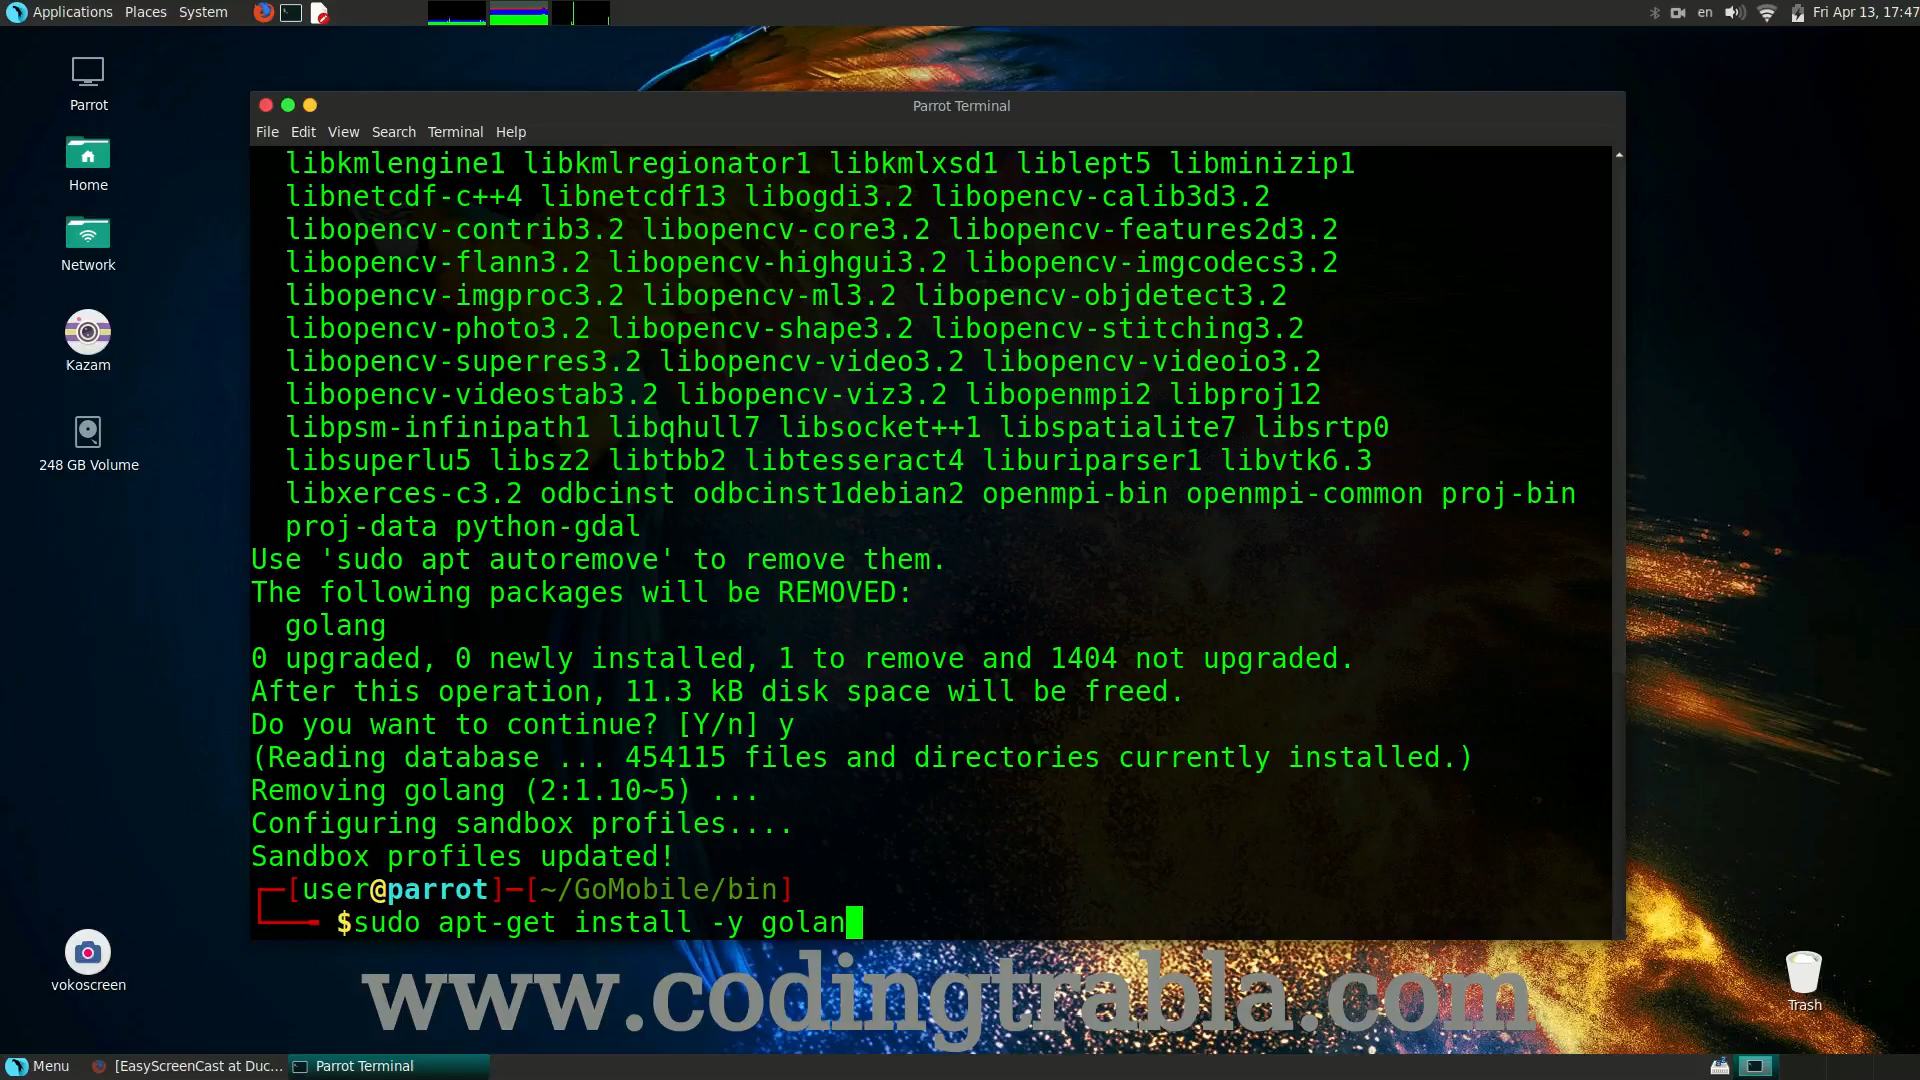 Applications Places System
en Fri Apr 13, 17:47
Parrot
Home
Network
Kazam
248 GB Volume
vokoscreen
Trash
Parrot Terminal
File Edit View Search Terminal Help
libkmlengine1 libkmlregionator1 libkmlxsd1 liblept5 libminizip1
libnetcdf-c++4 libnetcdf13 libogdi3.2 libopencv-calib3d3.2
libopencv-contrib3.2 libopencv-core3.2 libopencv-features2d3.2
libopencv-flann3.2 libopencv-highgui3.2 libopencv-imgcodecs3.2
libopencv-imgproc3.2 libopencv-ml3.2 libopencv-objdetect3.2
libopencv-photo3.2 libopencv-shape3.2 libopencv-stitching3.2
libopencv-superres3.2 libopencv-video3.2 libopencv-videoio3.2
libopencv-videostab3.2 libopencv-viz3.2 libopenmpi2 libproj12
libpsm-infinipath1 libqhull7 libsocket++1 libspatialite7 libsrtp0
libsuperlu5 libsz2 libtbb2 libtesseract4 liburiparser1 libvtk6.3
libxerces-c3.2 odbcinst odbcinst1debian2 openmpi-bin openmpi-common proj-bin
proj-data python-gdal
Use 'sudo apt autoremove' to remove them.
The following packages will be REMOVED:
golang
0 upgraded, 0 newly installed, 1 to remove and 1404 not upgraded.
After this operation, 11.3 kB disk space will be freed.
Do you want to continue? [Y/n] y
(Reading database ... 454115 files and directories currently installed.)
Removing golang (2:1.10~5) ...
Configuring sandbox profiles....
Sandbox profiles updated!
┌─[user@parrot]─[~/GoMobile/bin]
└──╼ $sudo apt-get install -y golan
www.codingtrabla.com
Menu [EasyScreenCast at Duc... Parrot Terminal